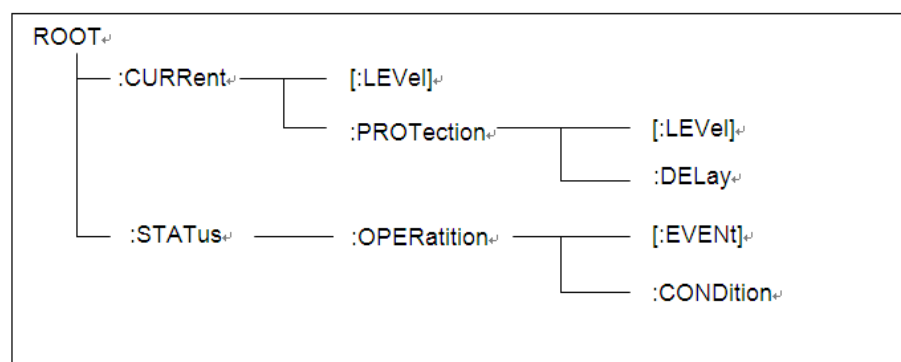 ROOT↵
:CURRent↵ [:LEVel]↵
:PROTection↵ [:LEVel]↵
:DELay↵
:STATus↵ :OPERatition↵ [:EVENt]↵
:CONDition↵